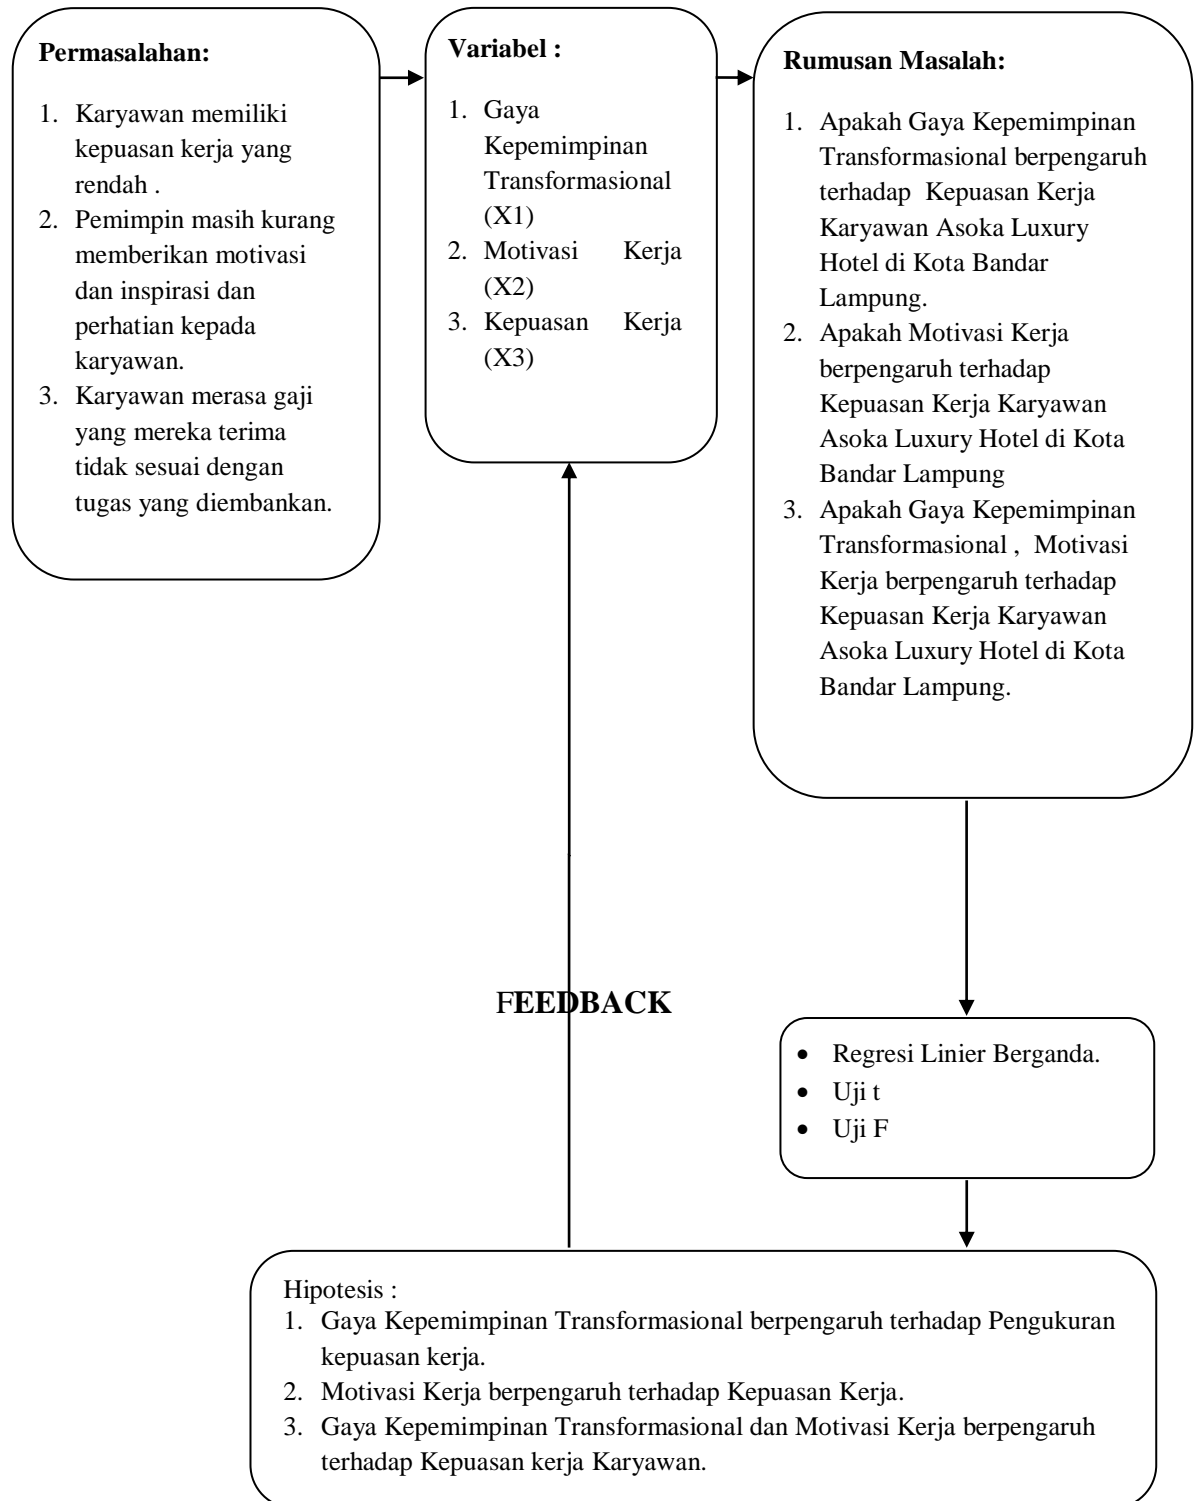 Permasalahan:
1. Karyawan memiliki
kepuasan kerja yang
rendah .
2. Pemimpin masih kurang
memberikan motivasi
dan inspirasi dan
perhatian kepada
karyawan.
3. Karyawan merasa gaji
yang mereka terima
tidak sesuai dengan
tugas yang diembankan.
Variabel :
1. Gaya
Kepemimpinan
Transformasional
(X1)
2. Motivasi Kerja
(X2)
3. Kepuasan Kerja
(X3)
Rumusan Masalah:
1. Apakah Gaya Kepemimpinan
Transformasional berpengaruh
terhadap Kepuasan Kerja
Karyawan Asoka Luxury
Hotel di Kota Bandar
Lampung.
2. Apakah Motivasi Kerja
berpengaruh terhadap
Kepuasan Kerja Karyawan
Asoka Luxury Hotel di Kota
Bandar Lampung
3. Apakah Gaya Kepemimpinan
Transformasional , Motivasi
Kerja berpengaruh terhadap
Kepuasan Kerja Karyawan
Asoka Luxury Hotel di Kota
Bandar Lampung.
FEEDBACK
• Regresi Linier Berganda.
• Uji t
• Uji F
Hipotesis :
1. Gaya Kepemimpinan Transformasional berpengaruh terhadap Pengukuran
kepuasan kerja.
2. Motivasi Kerja berpengaruh terhadap Kepuasan Kerja.
3. Gaya Kepemimpinan Transformasional dan Motivasi Kerja berpengaruh
terhadap Kepuasan kerja Karyawan.